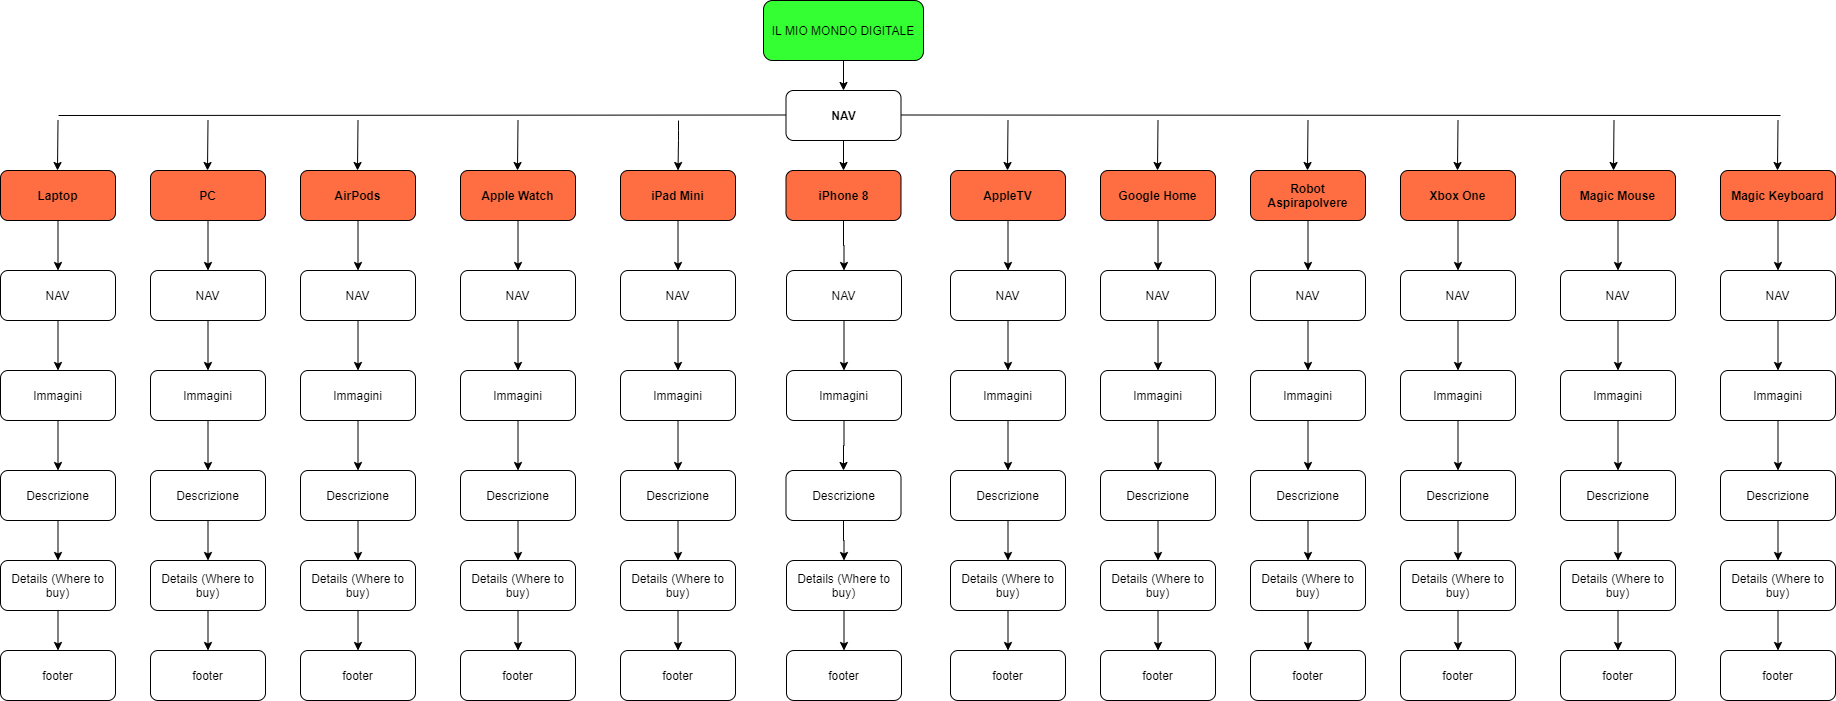 IL MIO MONDO DIGITALE
NAV
Laptop
PC
AirPods
Apple Watch
iPad Mini
iPhone 8
AppleTV
Google Home
Robot
Aspirapolvere
Xbox One
Magic Mouse
Magic Keyboard
NAV
NAV
NAV
NAV
NAV
NAV
NAV
NAV
NAV
NAV
NAV
NAV
Immagini
Immagini
Immagini
Immagini
Immagini
Immagini
Immagini
Immagini
Immagini
Immagini
Immagini
Immagini
Descrizione
Descrizione
Descrizione
Descrizione
Descrizione
Descrizione
Descrizione
Descrizione
Descrizione
Descrizione
Descrizione
Descrizione
Details (Where to
buy)
Details (Where to
buy)
Details (Where to
buy)
Details (Where to
buy)
Details (Where to
buy)
Details (Where to
buy)
Details (Where to
buy)
Details (Where to
buy)
Details (Where to
buy)
Details (Where to
buy)
Details (Where to
buy)
Details (Where to
buy)
footer
footer
footer
footer
footer
footer
footer
footer
footer
footer
footer
footer